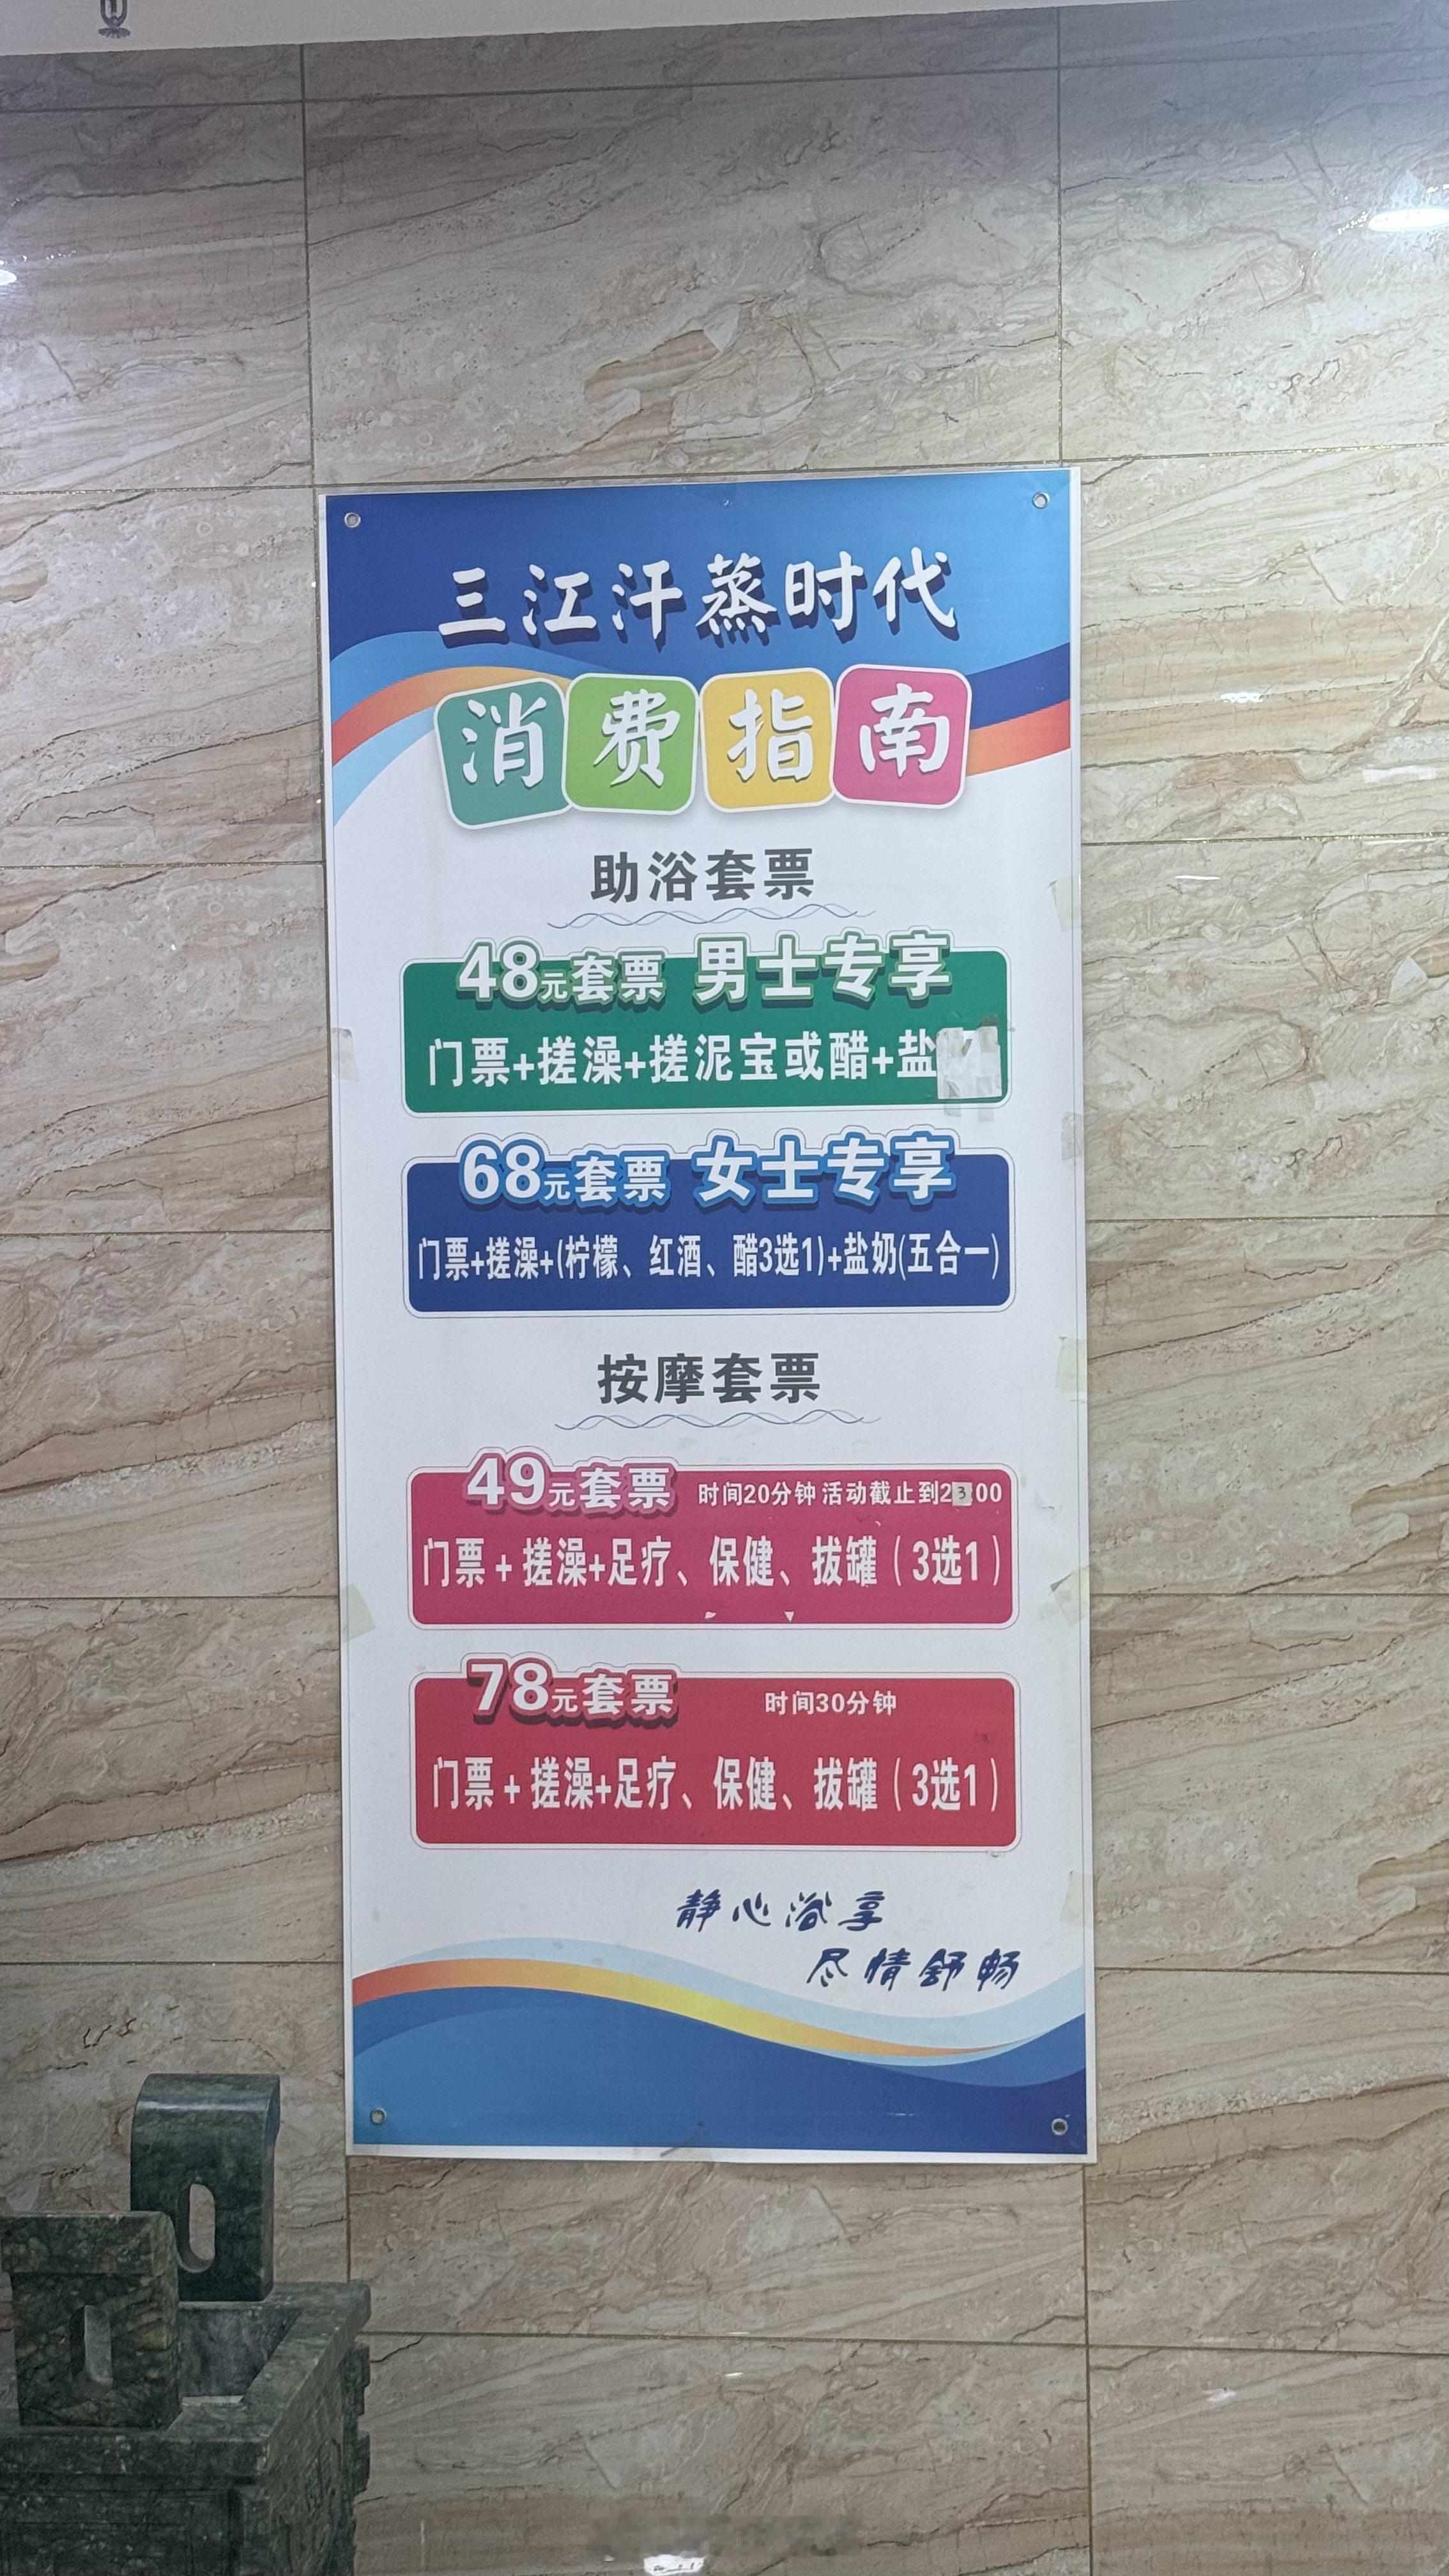 三江汗蒸时代
消费指南
助浴套票
48元套票 男士专享
门票+搓澡+搓泥宝或醋+盐
68元套票 女士专享
门票+搓澡+(柠檬、红酒、醋3选1)+盐奶(五合一)
按摩套票
49元套票 时间20分钟 活动截止到2300
门票+搓澡+足疗、保健、拔罐（3选1）
78元套票 时间30分钟
门票+搓澡+足疗、保健、拔罐（3选1）
静心浴享
尽情舒畅